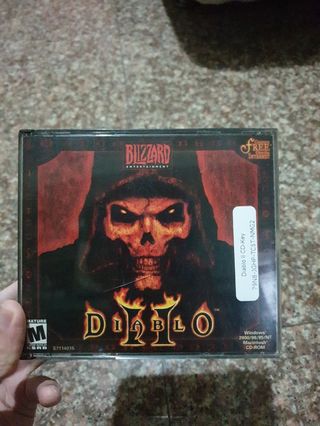 BLIZZARD
ENTERTAINMENT
FREE
INTERNET
Diablo II CD-Key
DIABLO
II
MATURE
M
ESRB
Windows
2000/98/95/NT
Macintosh
CD-ROM